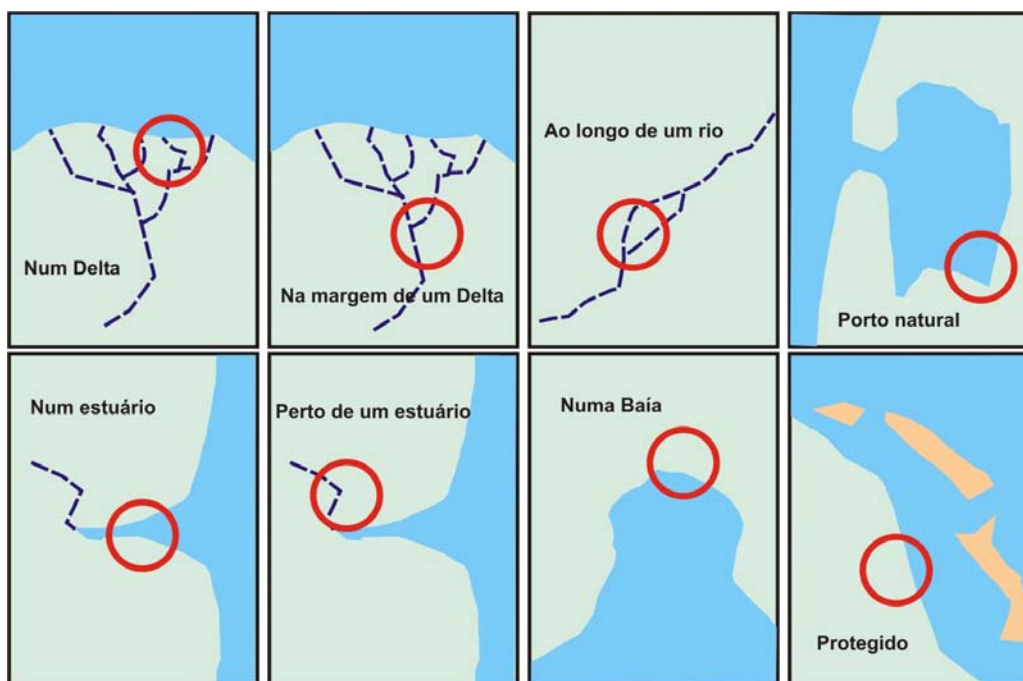 Num Delta
Na margem de um Delta
Ao longo de um rio
Porto natural
Num estuário
Perto de um estuário
Numa Baía
Protegido